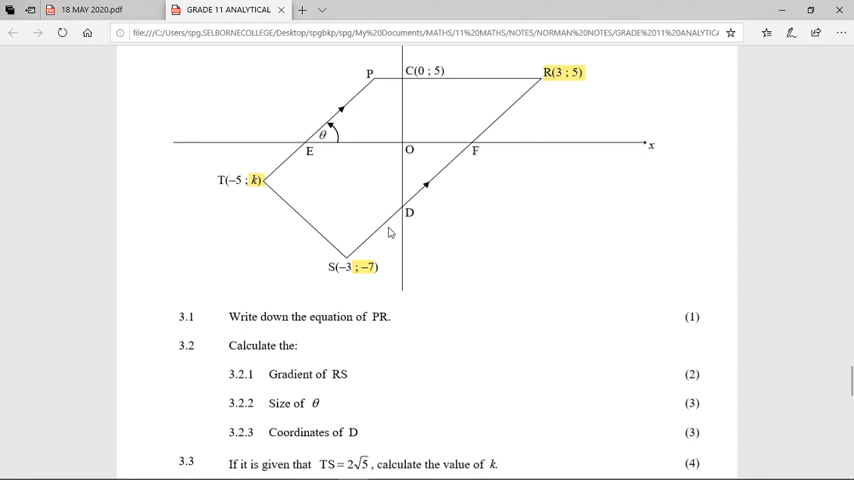 18 MAY 2020.pdf
GRADE 11 ANALYTICAL
file:///C:/Users/spg.SELBORNECOLLEGE/Desktop/spgbkp/spg/My%20Documents/MATHS/11%20MATHS/NOTES/NORMAN%20NOTES/GRADE%2011%20ANALYTICA
P
C(0 ; 5)
R(3 ; 5)
θ
E
O
F
x
T(–5 ; k)
D
S(–3 ; –7)
3.1 Write down the equation of PR. (1)
3.2 Calculate the:
3.2.1 Gradient of RS (2)
3.2.2 Size of θ (3)
3.2.3 Coordinates of D (3)
3.3 If it is given that TS = 2√5, calculate the value of k. (4)